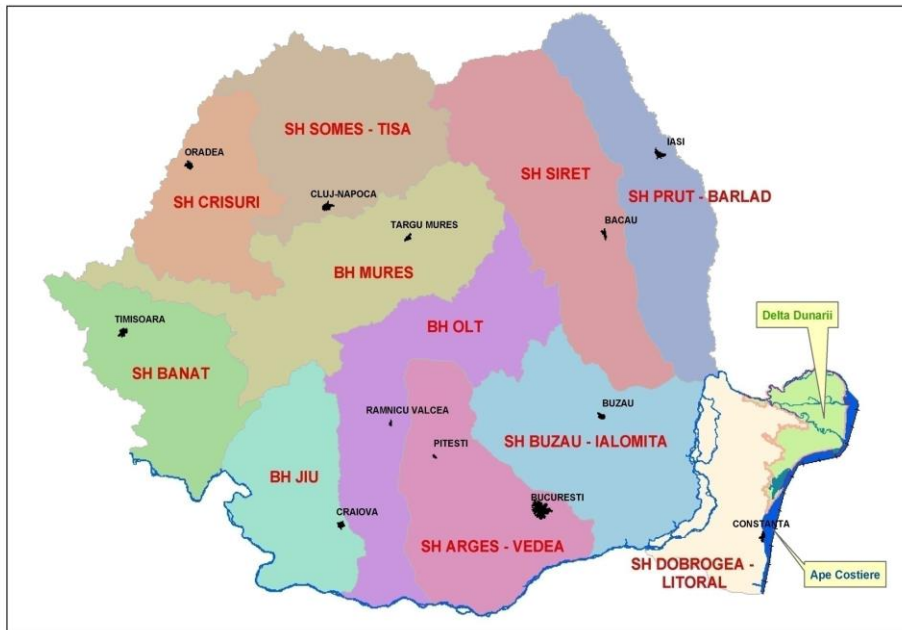 SH SOMES - TISA
IASI
ORADEA
SH SIRET
SH CRISURI
CLUJ-NAPOCA
SH PRUT - BARLAD
TARGU MURES
BACAU
BH MURES
Delta Dunarii
TIMISOARA
BH OLT
SH BANAT
RAMNICU VALCEA
BUZAU
PITESTI
SH BUZAU - IALOMITA
BH JIU
BUCURESTI
CRAIOVA
CONSTANTA
SH ARGES - VEDEA
SH DOBROGEA -
LITORAL
Ape Costiere